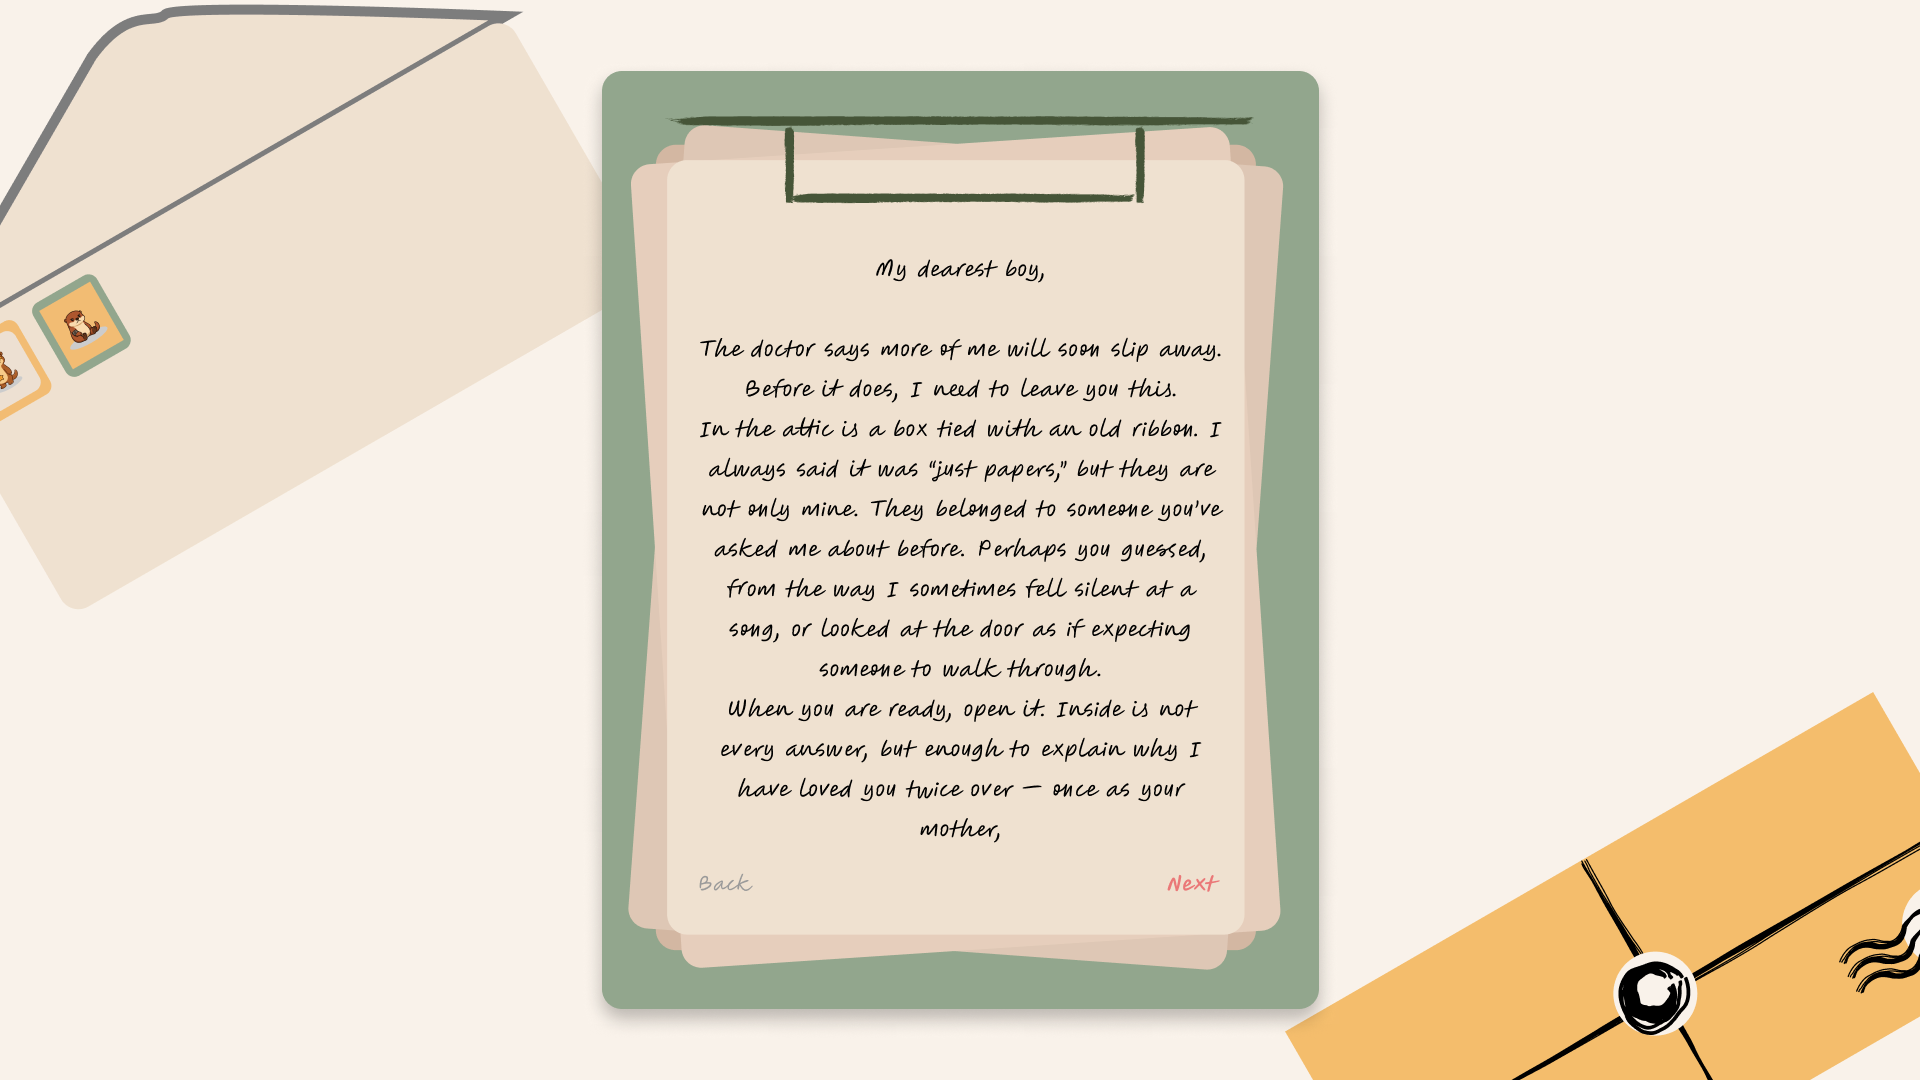 My dearest boy,
The doctor says more of me will soon slip away.
Before it does, I need to leave you this.
In the attic is a box tied with an old ribbon. I
always said it was “just papers,” but they are
not only mine. They belonged to someone you’ve
asked me about before. Perhaps you guessed,
from the way I sometimes fell silent at a
song, or looked at the door as if expecting
someone to walk through.
When you are ready, open it. Inside is not
every answer, but enough to explain why I
have loved you twice over — once as your
mother,
Back
Next